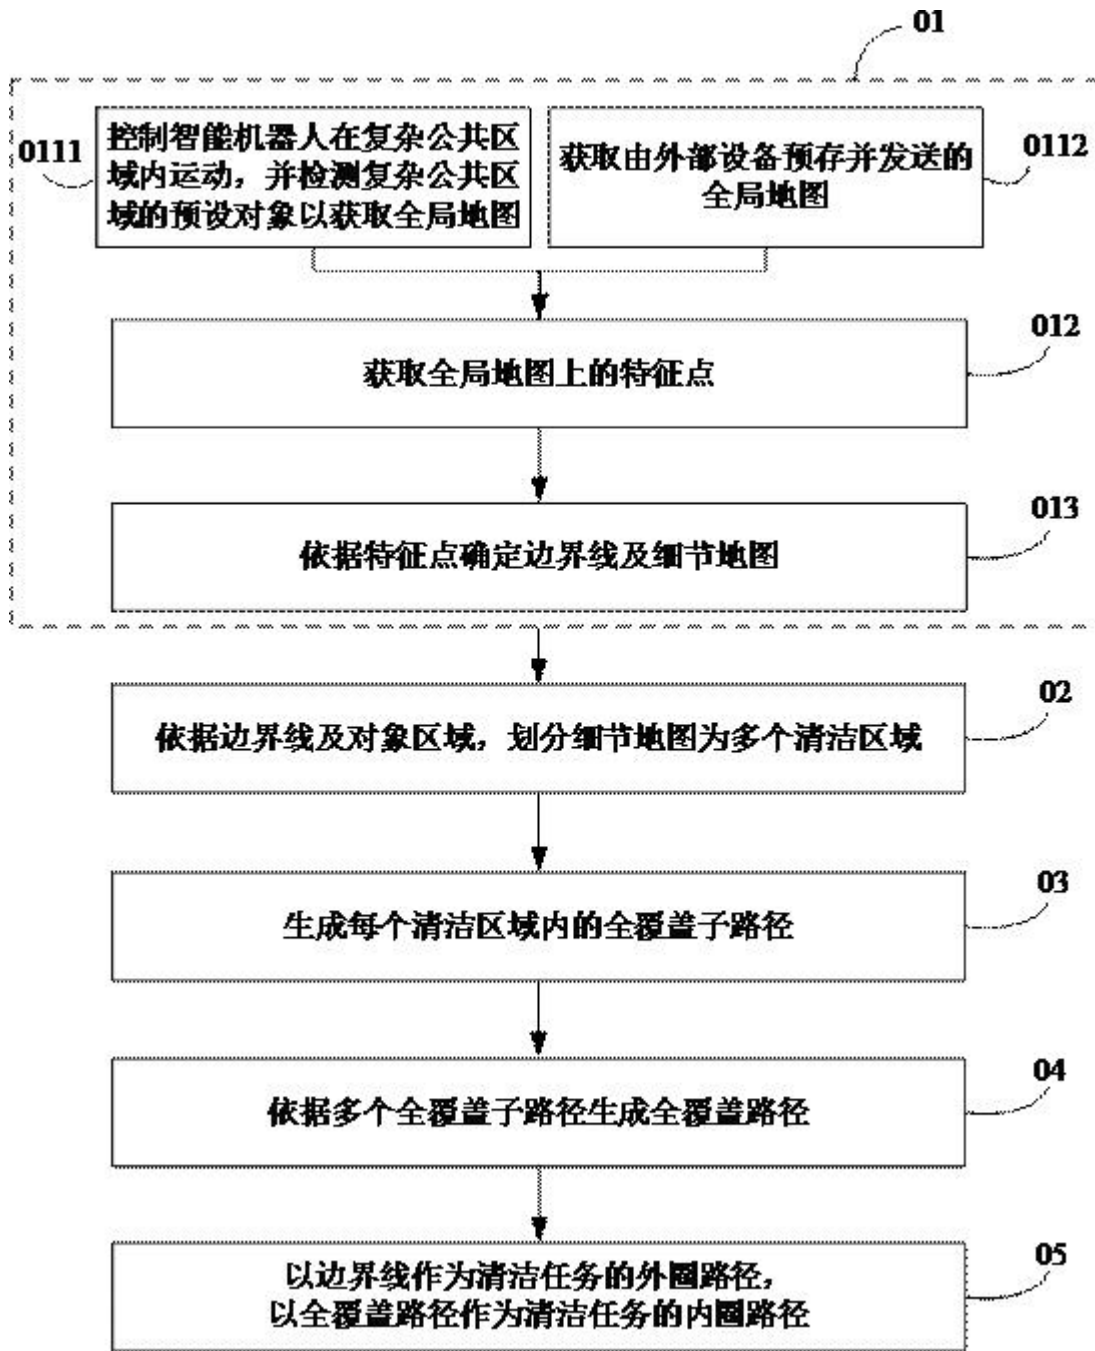 01
0111
控制智能机器人在复杂公共区
域内运动，并检测复杂公共区
域的预设对象以获取全局地图
获取由外部设备预存并发送的
全局地图
0112
获取全局地图上的特征点
012
依据特征点确定边界线及细节地图
013
依据边界线及对象区域，划分细节地图为多个清洁区域
02
生成每个清洁区域内的全覆盖子路径
03
依据多个全覆盖子路径生成全覆盖路径
04
以边界线作为清洁任务的外圈路径，
以全覆盖路径作为清洁任务的内圈路径
05